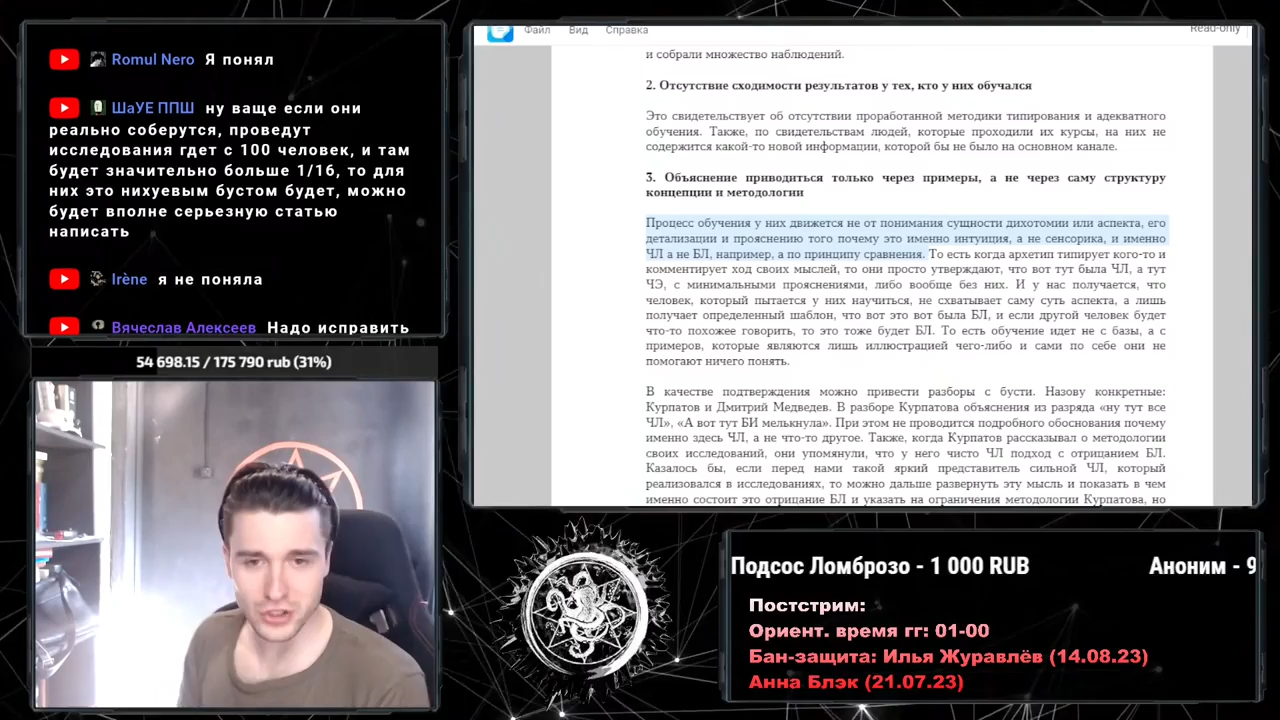 Romul Nero Я понял
ШаУЕ ППШ ну ваще если они
реально соберутся, проведут
исследования гдет с 100 человек, и там
будет значительно больше 1/16, то для
них это нихуевым бустом будет, можно
будет вполне серьезную статью
написать
Irène я не поняла
Вячеслав Алексеев Надо исправить
54 698.15 / 175 790 rub (31%)
Файл Вид Справка
Read-only
и собрали множество наблюдений.
2. Отсутствие сходимости результатов у тех, кто у них обучался
Это свидетельствует об отсутствии проработанной методики типирования и адекватного
обучения. Также, по свидетельствам людей, которые проходили их курсы, на них не
содержится какой-то новой информации, которой бы не было на основном канале.
3. Объяснение приводиться только через примеры, а не через саму структуру
концепции и методологии
Процесс обучения у них движется не от понимания сущности дихотомии или аспекта, его
детализации и прояснению того почему это именно интуиция, а не сенсорика, и именно
ЧЛ а не БЛ, например, а по принципу сравнения. То есть когда архетип типирует кого-то и
комментирует ход своих мыслей, то они просто утверждают, что вот тут была ЧЛ, а тут
ЧЭ, с минимальными прояснениями, либо вообще без них. И у нас получается, что
человек, который пытается у них научиться, не схватывает саму суть аспекта, а лишь
получает определенный шаблон, что вот это вот была БЛ, и если другой человек будет
что-то похожее говорить, то это тоже будет БЛ. То есть обучение идет не с базы, а с
примеров, которые являются лишь иллюстрацией чего-либо и сами по себе они не
помогают ничего понять.
В качестве подтверждения можно привести разборы с бусти. Назову конкретные:
Курпатов и Дмитрий Медведев. В разборе Курпатова объяснения из разряда «ну тут все
ЧЛ», «А вот тут БИ мелькнула». При этом не проводится подробного обоснования почему
именно здесь ЧЛ, а не что-то другое. Также, когда Курпатов рассказывал о методологии
своих исследований, они упомянули, что у него чисто ЧЛ подход с отрицанием БЛ.
Казалось бы, если перед нами такой яркий представитель сильной ЧЛ, который
реализовался в исследованиях, то можно дальше развернуть эту мысль и показать в чем
именно состоит это отрицание БЛ и указать на ограничения методологии Курпатова, но
Подсос Ломброзо - 1 000 RUB Аноним - 9
Постстрим:
Ориент. время гг: 01-00
Бан-защита: Илья Журавлёв (14.08.23)
Анна Блэк (21.07.23)